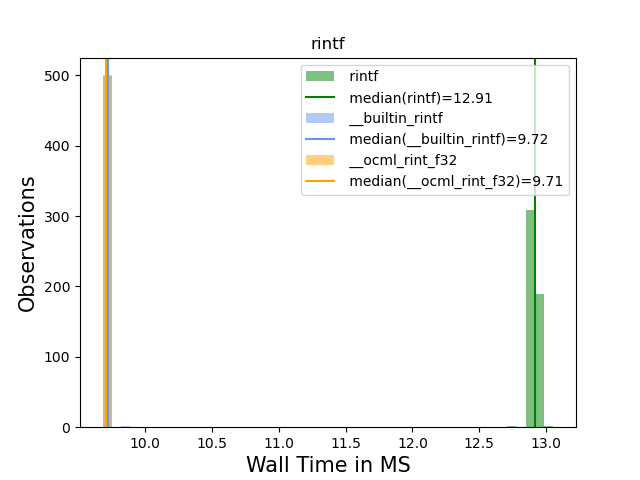 rintf
500
400
300
200
100
0
Observations
rintf
median(rintf)=12.91
__builtin_rintf
median(__builtin_rintf)=9.72
__ocml_rint_f32
median(__ocml_rint_f32)=9.71
10.0 10.5 11.0 11.5 12.0 12.5 13.0
Wall Time in MS